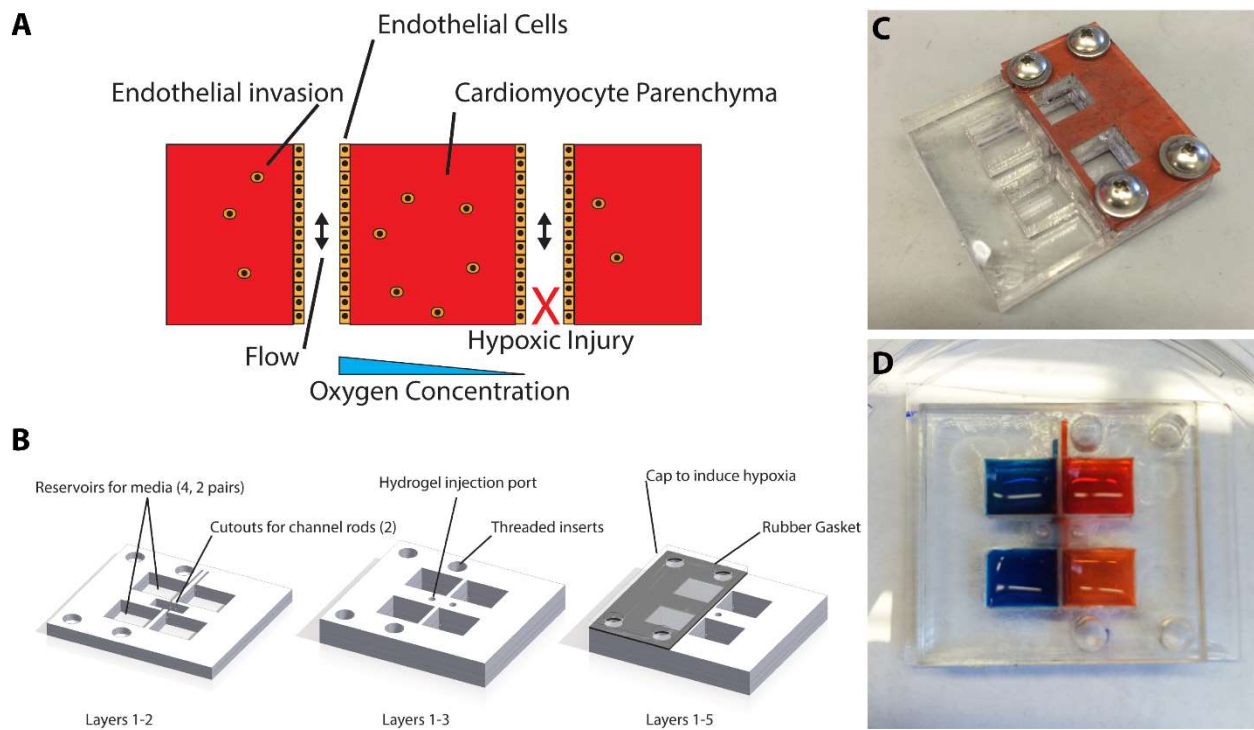 A
Endothelial Cells
Endothelial invasion
Cardiomyocyte Parenchyma
X
Flow
Hypoxic Injury
Oxygen Concentration
B
Reservoirs for media (4, 2 pairs)
Cutouts for channel rods (2)
Hydrogel injection port
Threaded inserts
Cap to induce hypoxia
Rubber Gasket
Layers 1-2
Layers 1-3
Layers 1-5
C
D